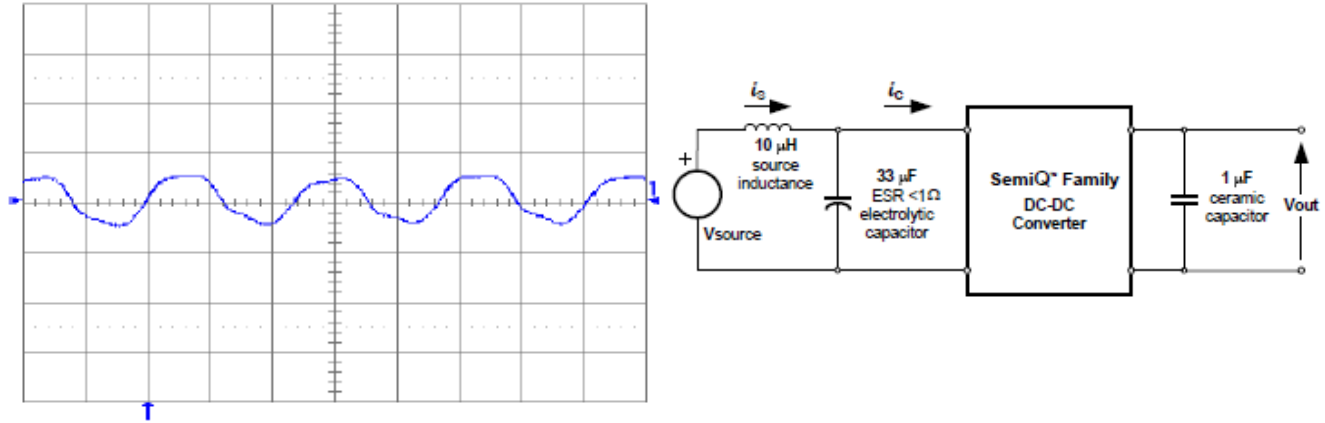 1
iS
iC
+
10 µH
source
inductance
33 µF
ESR <1Ω
electrolytic
capacitor
Vsource
SemiQ™ Family
DC-DC
Converter
1 µF
ceramic
capacitor
Vout